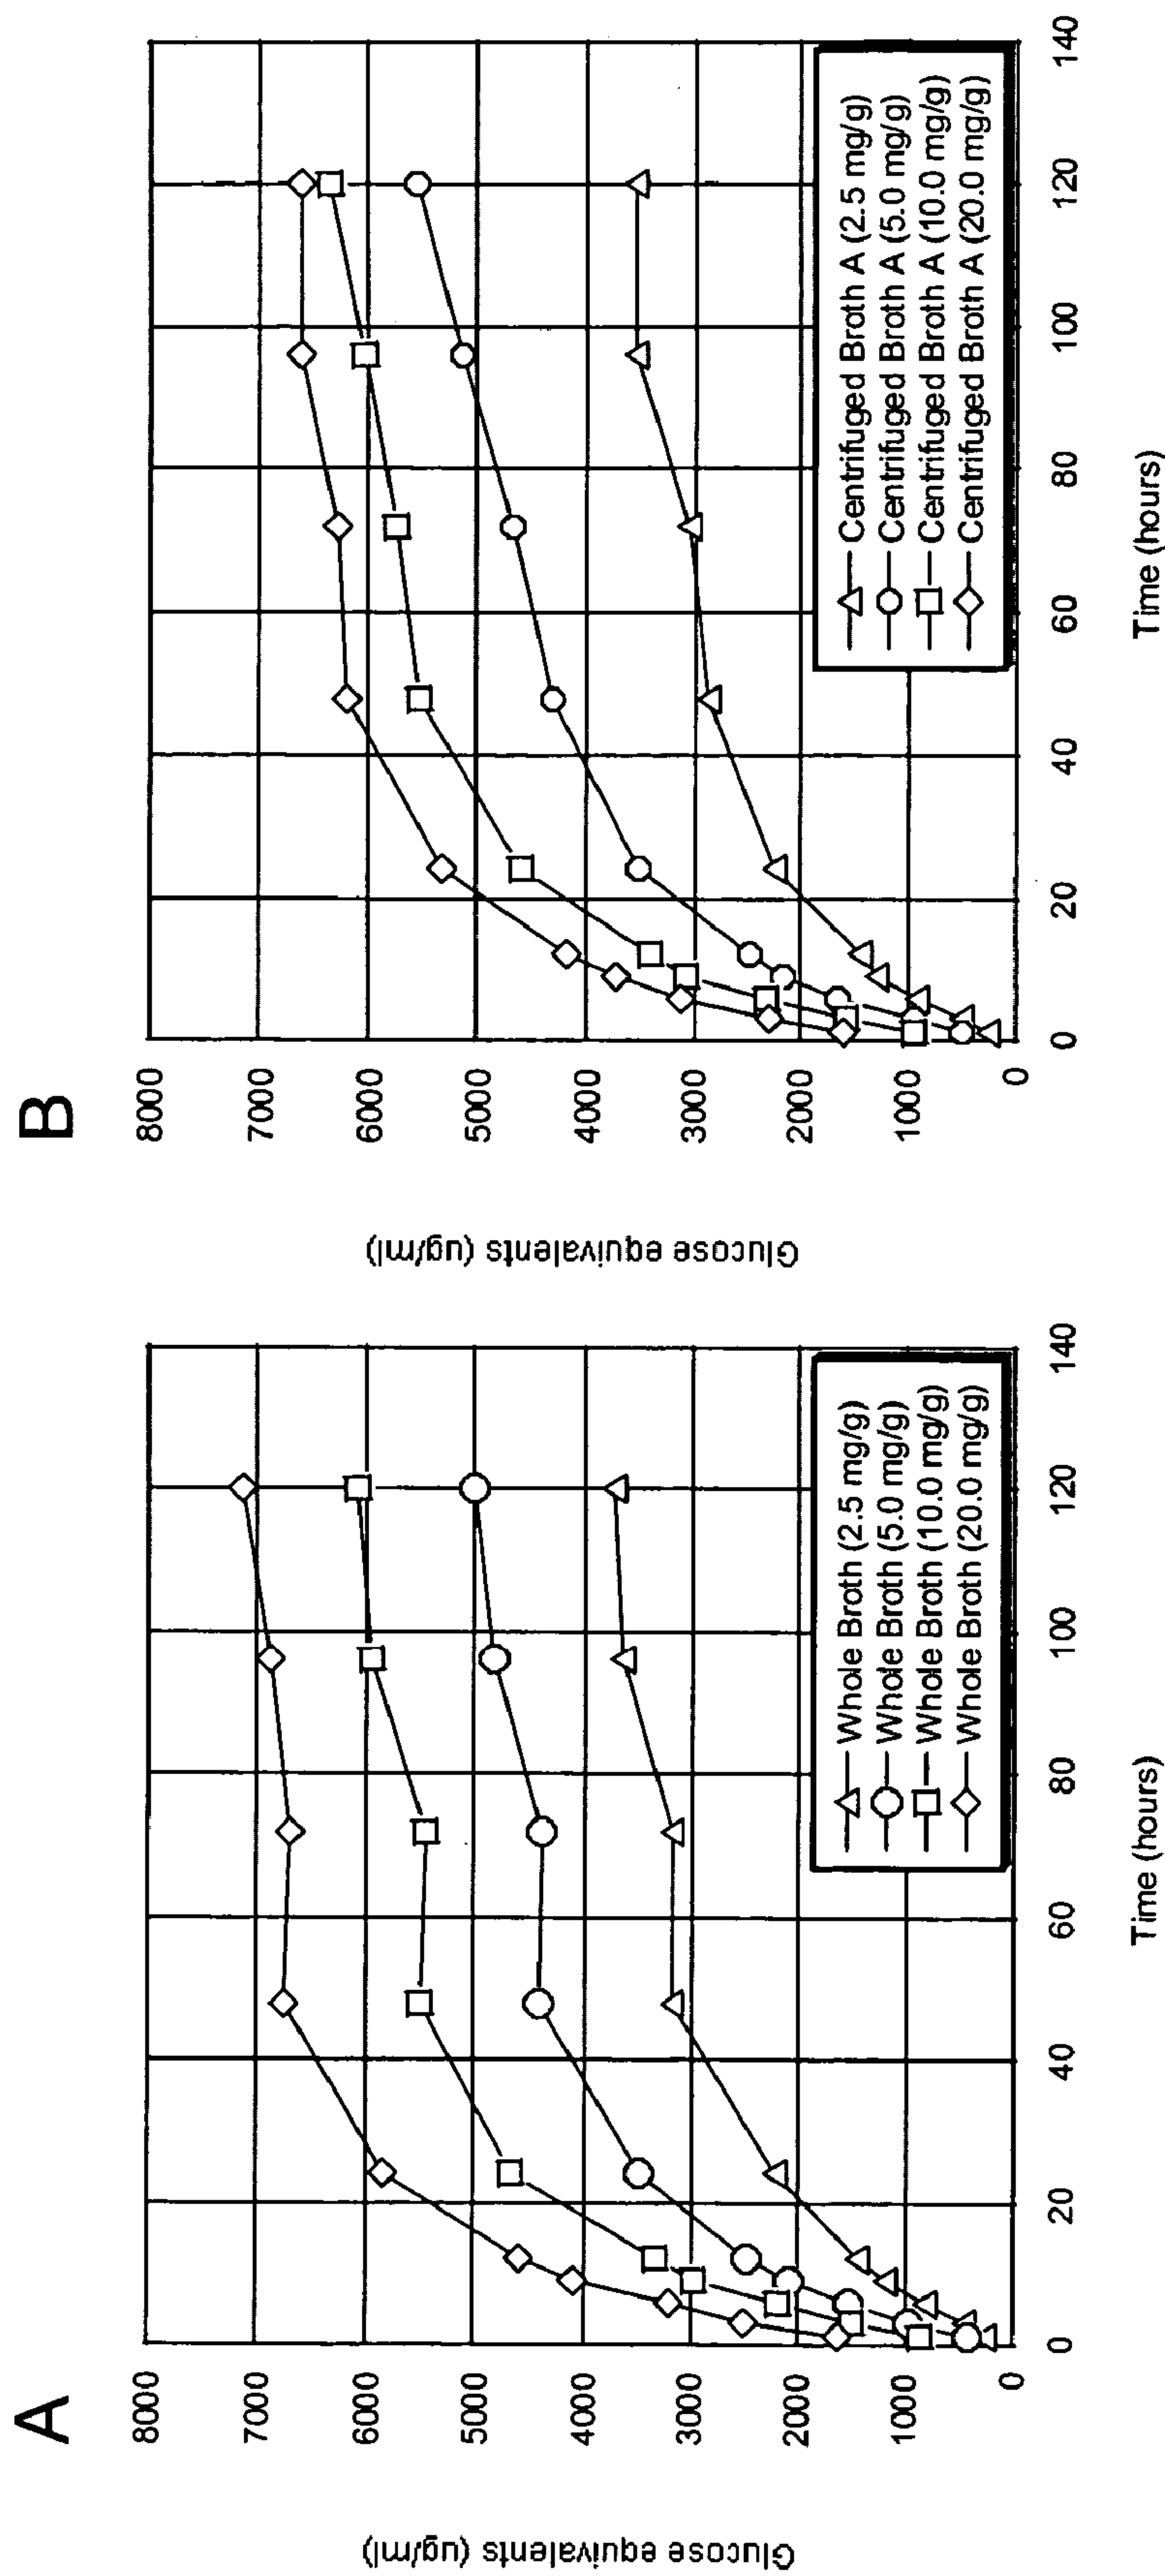 A
Glucose equivalents (ug/ml)
8000
7000
6000
5000
4000
3000
2000
1000
0
0
20
40
60
80
100
120
140
Time (hours)
Whole Broth (2.5 mg/g)
Whole Broth (5.0 mg/g)
Whole Broth (10.0 mg/g)
Whole Broth (20.0 mg/g)
B
Glucose equivalents (ug/ml)
8000
7000
6000
5000
4000
3000
2000
1000
0
0
20
40
60
80
100
120
140
Time (hours)
Centrifuged Broth A (2.5 mg/g)
Centrifuged Broth A (5.0 mg/g)
Centrifuged Broth A (10.0 mg/g)
Centrifuged Broth A (20.0 mg/g)